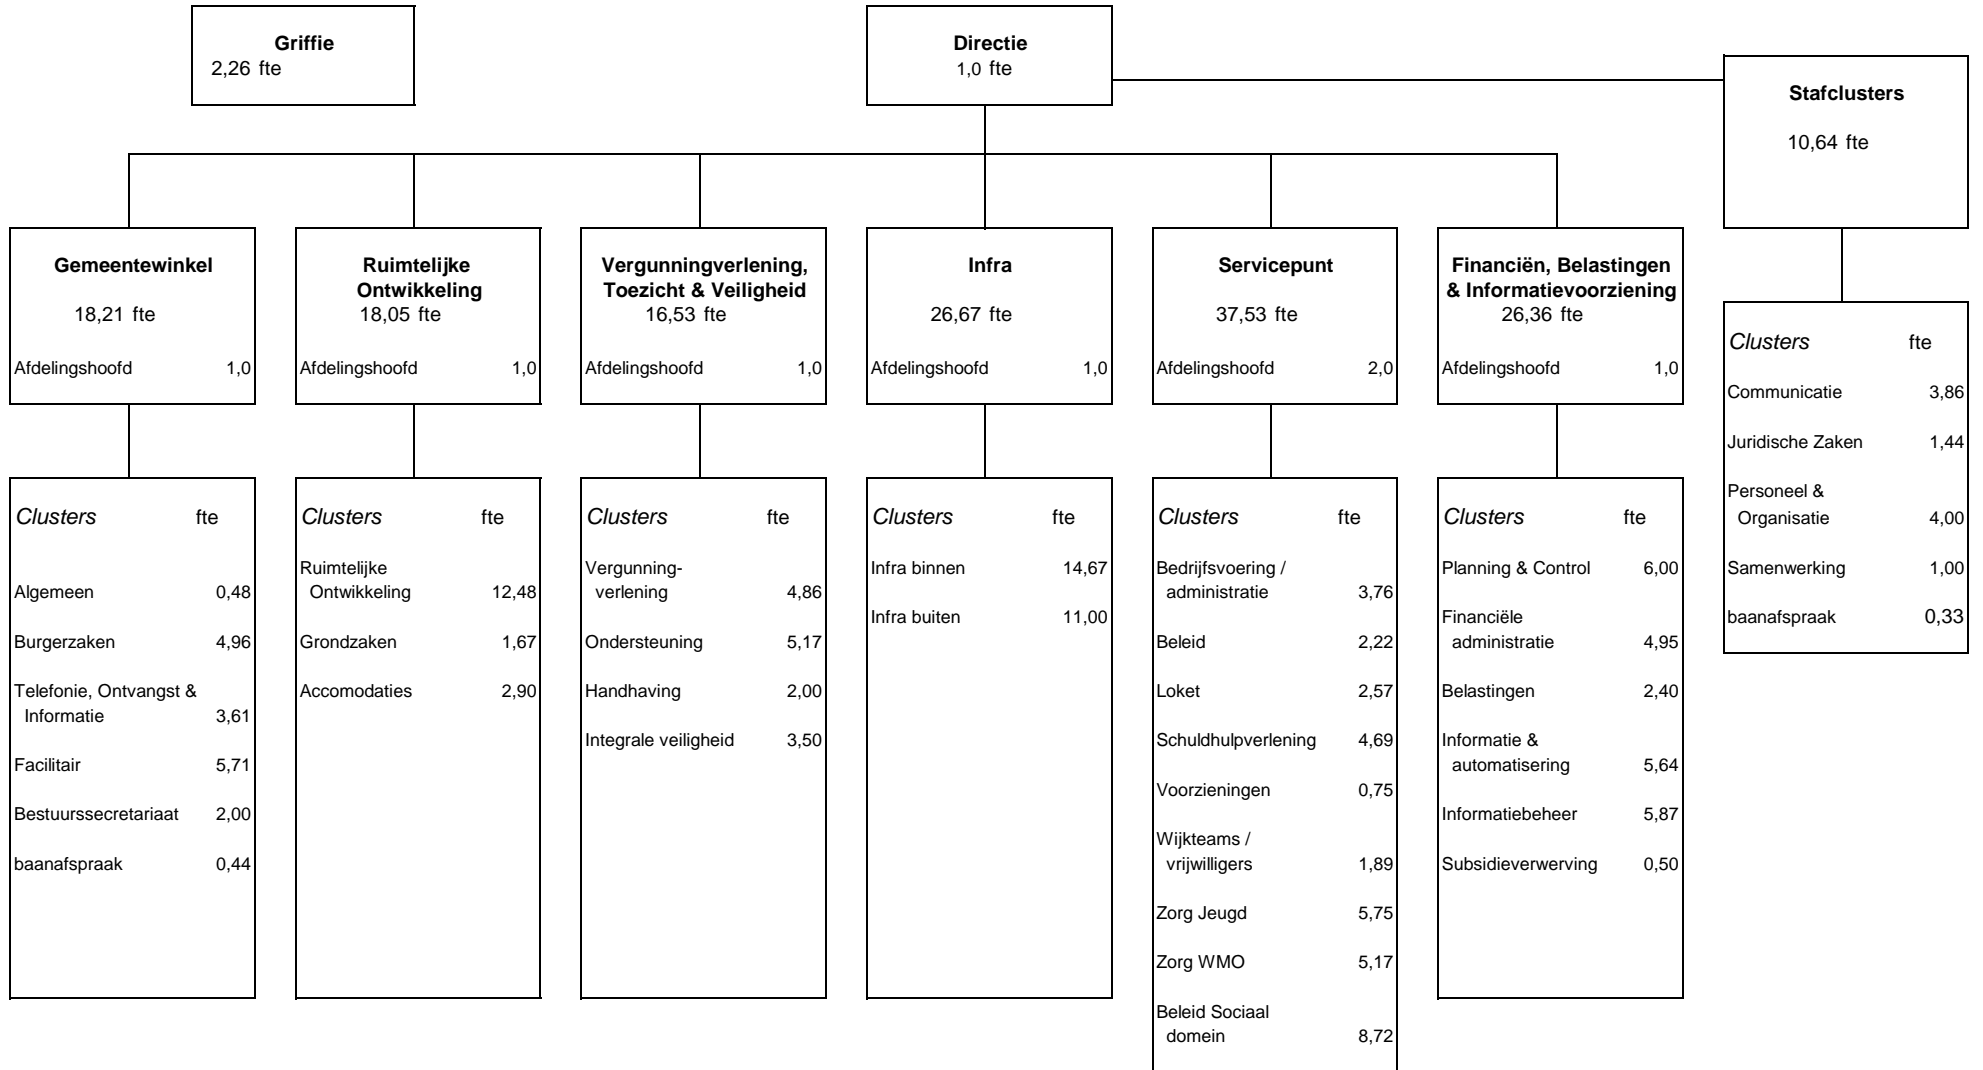 Griffie
2,26 fte
Directie
1,0 fte
Stafclusters
10,64 fte
Gemeentewinkel
18,21 fte
Afdelingshoofd 1,0
Ruimtelijke
Ontwikkeling
18,05 fte
Afdelingshoofd 1,0
Vergunningverlening,
Toezicht & Veiligheid
16,53 fte
Afdelingshoofd 1,0
Infra
26,67 fte
Afdelingshoofd 1,0
Servicepunt
37,53 fte
Afdelingshoofd 2,0
Financiën, Belastingen
& Informatievoorziening
26,36 fte
Afdelingshoofd 1,0
Clusters fte
Communicatie 3,86
Juridische Zaken 1,44
Personeel &
Organisatie 4,00
Samenwerking 1,00
baanafspraak 0,33
Clusters fte
Algemeen 0,48
Burgerzaken 4,96
Telefonie, Ontvangst &
Informatie 3,61
Facilitair 5,71
Bestuurssecretariaat 2,00
baanafspraak 0,44
Clusters fte
Ruimtelijke
Ontwikkeling 12,48
Grondzaken 1,67
Accomodaties 2,90
Clusters fte
Vergunning-
verlening 4,86
Ondersteuning 5,17
Handhaving 2,00
Integrale veiligheid 3,50
Clusters fte
Infra binnen 14,67
Infra buiten 11,00
Clusters fte
Bedrijfsvoering /
administratie 3,76
Beleid 2,22
Loket 2,57
Schuldhulpverlening 4,69
Voorzieningen 0,75
Wijkteams /
vrijwilligers 1,89
Zorg Jeugd 5,75
Zorg WMO 5,17
Beleid Sociaal
domein 8,72
Clusters fte
Planning & Control 6,00
Financiële
administratie 4,95
Belastingen 2,40
Informatie &
automatisering 5,64
Informatiebeheer 5,87
Subsidieverwerving 0,50